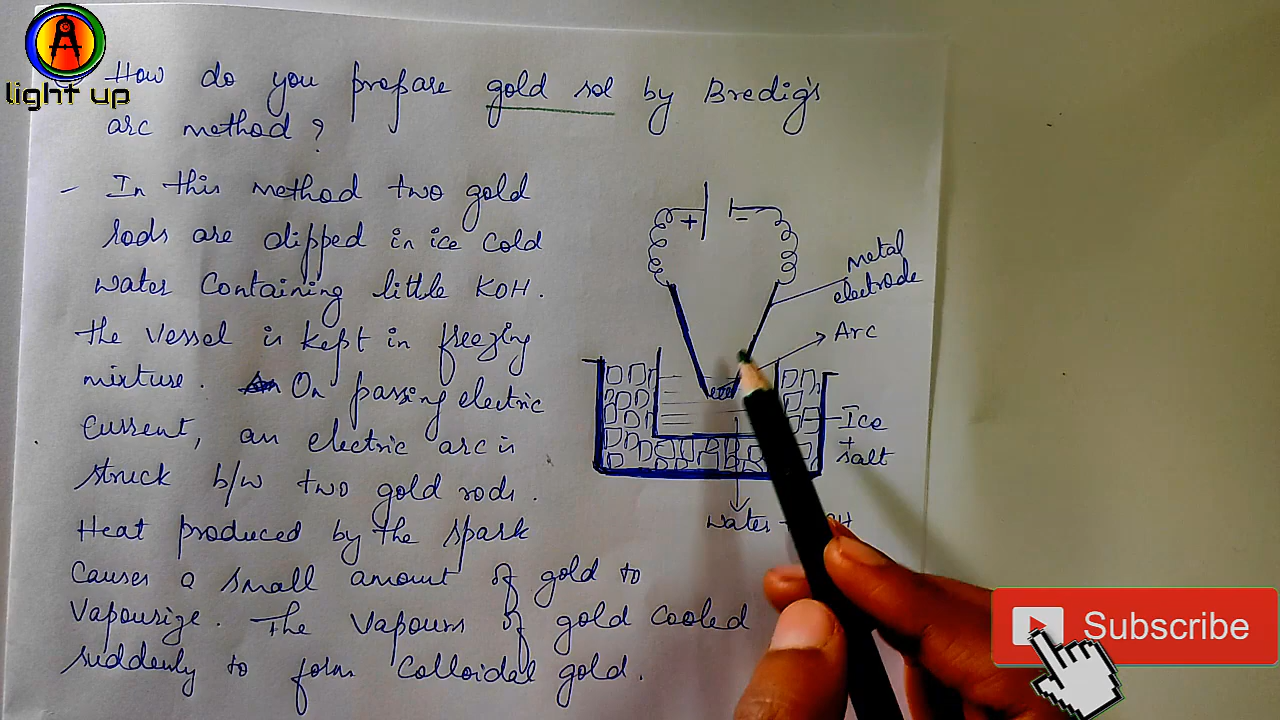 light up
How do you prepare gold sol by Bredig's
arc method?
- In this method two gold
rods are dipped in ice cold
water containing little KOH.
the vessel is kept in freezing
mixture. On passing electric
current, an electric arc is
struck b/w two gold rods.
Heat produced by the spark
causes a small amount of gold to
vapourize. The vapours of gold cooled
suddenly to form colloidal gold.
+ -
metal
electrode
Arc
Ice
+
salt
water +
Subscribe